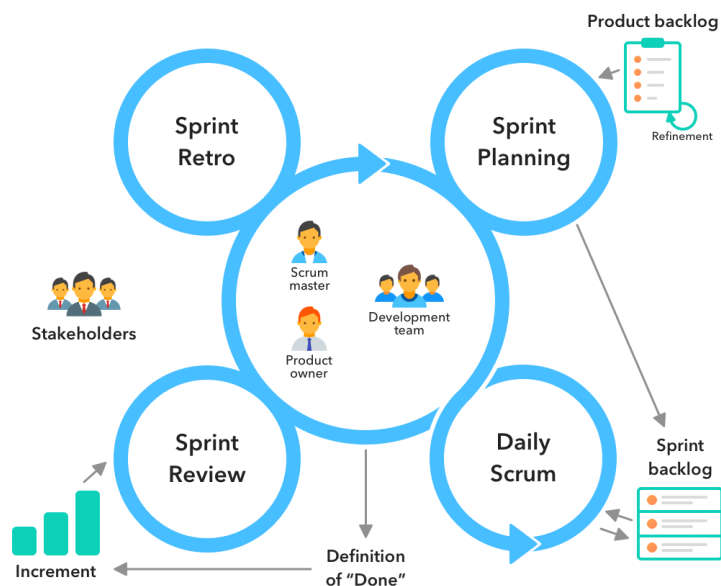 Product backlog
Refinement
Sprint
Retro
Sprint
Planning
Scrum
master
Development
team
Product
owner
Stakeholders
Sprint
Review
Daily
Scrum
Sprint
backlog
Increment
Definition
of “Done”